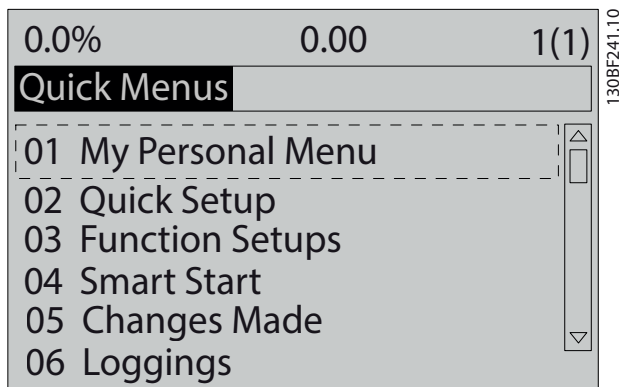 0.0% 0.00 1(1)
Quick Menus
01 My Personal Menu
02 Quick Setup
03 Function Setups
04 Smart Start
05 Changes Made
06 Loggings
130BF241.10